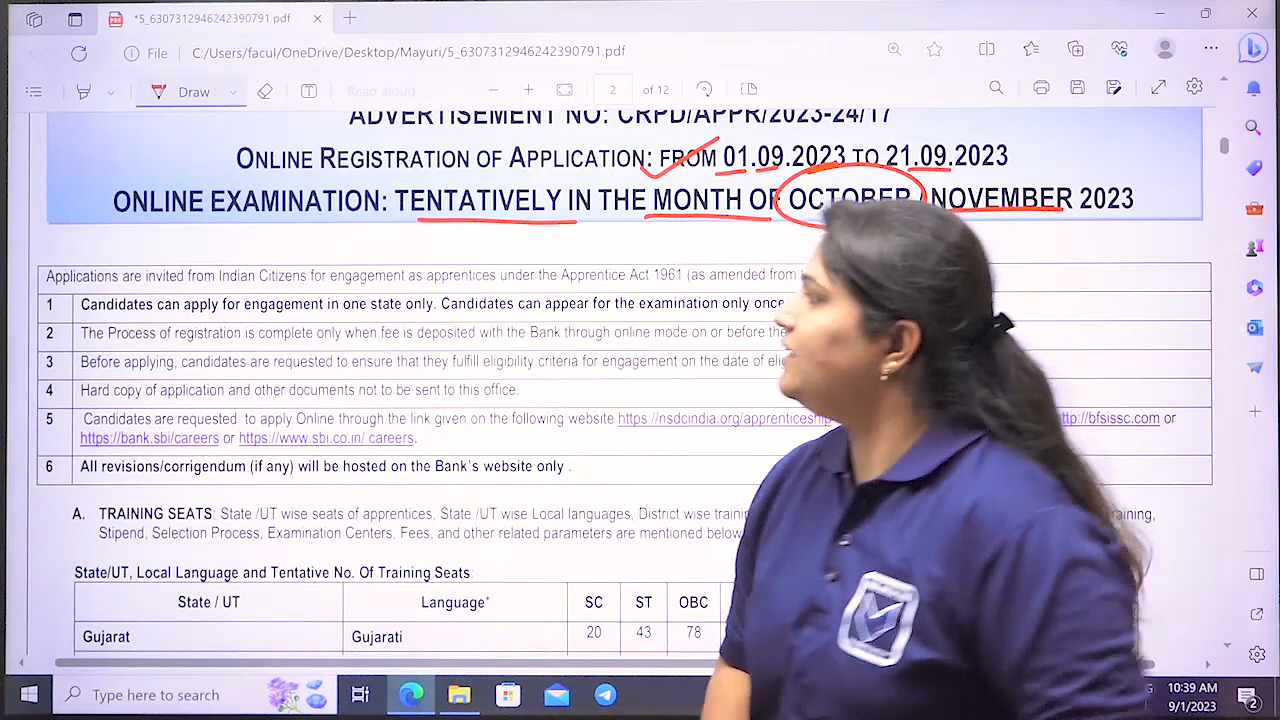 *5_6307312946242390791.pdf
File C:/Users/facul/OneDrive/Desktop/Mayuri/5_6307312946242390791.pdf
Draw Read aloud 2 of 12
ADVERTISEMENT NO: CRPD/APPR/2023-24/17
ONLINE REGISTRATION OF APPLICATION: FROM 01.09.2023 TO 21.09.2023
ONLINE EXAMINATION: TENTATIVELY IN THE MONTH OF OCTOBER / NOVEMBER 2023
Applications are invited from Indian Citizens for engagement as apprentices under the Apprentice Act 1961 (as amended from
1 Candidates can apply for engagement in one state only. Candidates can appear for the examination only once
2 The Process of registration is complete only when fee is deposited with the Bank through online mode on or before the
3 Before applying, candidates are requested to ensure that they fulfill eligibility criteria for engagement on the date of
4 Hard copy of application and other documents not to be sent to this office.
5 Candidates are requested to apply Online through the link given on the following website https://nsdcindia.org/apprenticeship http://bfsissc.com or
https://bank.sbi/careers or https://www.sbi.co.in/ careers.
6 All revisions/corrigendum (if any) will be hosted on the Bank's website only .
A. TRAINING SEATS: State /UT wise seats of apprentices, State /UT wise Local languages, District wise
Stipend, Selection Process, Examination Centers, Fees, and other related parameters are mentioned below
State/UT, Local Language and Tentative No. Of Training Seats:
State / UT Language* SC ST OBC
Gujarat Gujarati 20 43 78
Type here to search
10:39 AM
9/1/2023
2